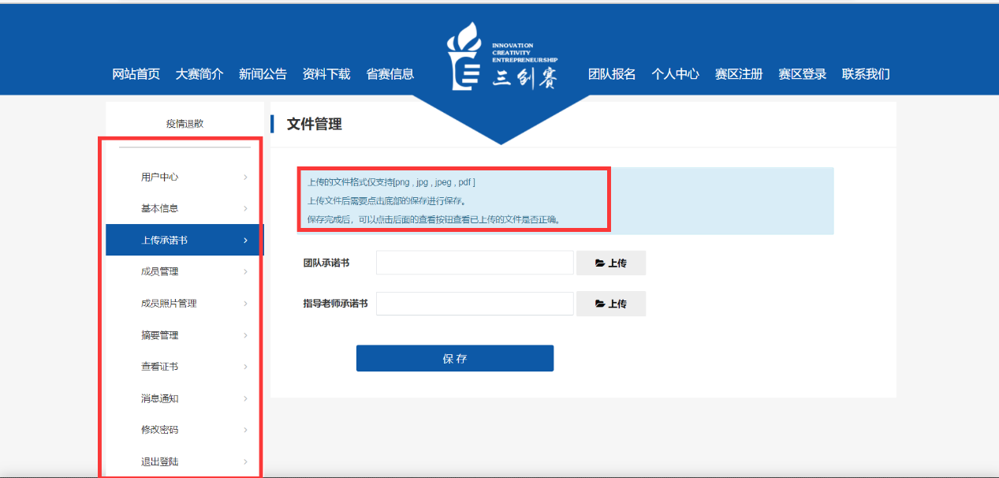 INNOVATION
CREATIVITY
ENTREPRENEURSHIP
三创赛
网站首页 大赛简介 新闻公告 资料下载 省赛信息 团队报名 个人中心 赛区注册 赛区登录 联系我们
疫情退散
用户中心
基本信息
上传承诺书
成员管理
成员照片管理
摘要管理
查看证书
消息通知
修改密码
退出登陆
文件管理
上传的文件格式仅支持[png , jpg , jpeg , pdf ]
上传文件后需要点击底部的保存进行保存。
保存完成后，可以点击后面的查看按钮查看已上传的文件是否正确。
团队承诺书 上传
指导老师承诺书 上传
保 存